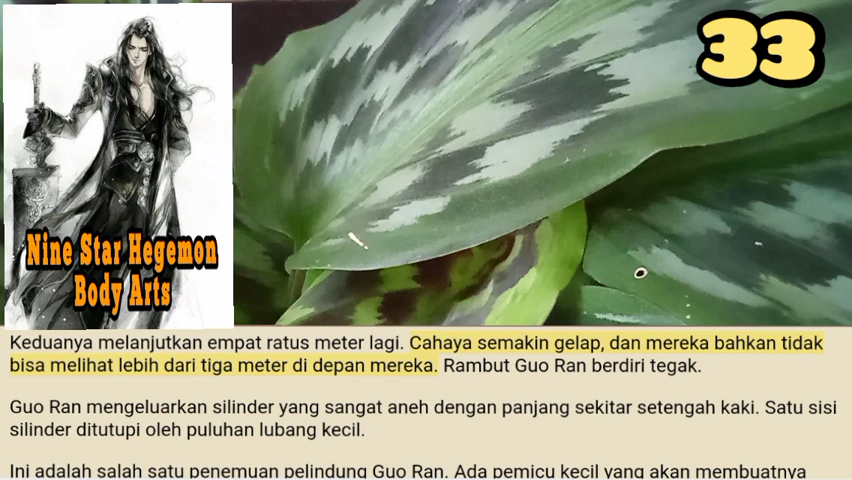 33
Nine Star Hegemon
Body Arts
Keduanya melanjutkan empat ratus meter lagi. Cahaya semakin gelap, dan mereka bahkan tidak
bisa melihat lebih dari tiga meter di depan mereka. Rambut Guo Ran berdiri tegak.
Guo Ran mengeluarkan silinder yang sangat aneh dengan panjang sekitar setengah kaki. Satu sisi
silinder ditutupi oleh puluhan lubang kecil.
Ini adalah salah satu penemuan pelindung Guo Ran. Ada pemicu kecil yang akan membuatnya